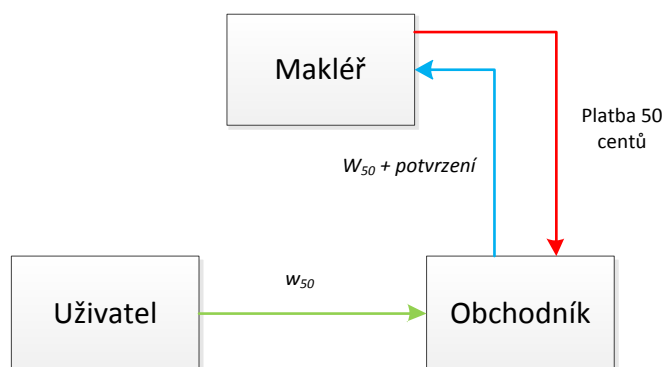 Makléř
Platba 50
centů
W₅₀ + potvrzení
w₅₀
Uživatel
Obchodník